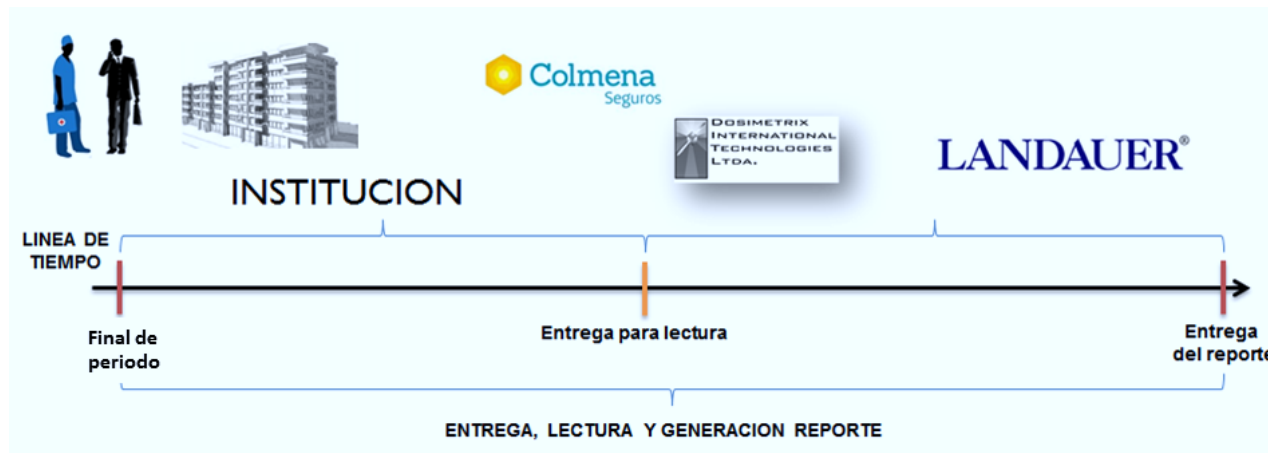 Colmena
Seguros
DOSIMETRIX
INTERNATIONAL
TECHNOLOGIES
LTDA.
LANDAUER®
INSTITUCION
LINEA DE
TIEMPO
Final de
periodo
Entrega para lectura
Entrega
del reporte
ENTREGA, LECTURA Y GENERACION REPORTE